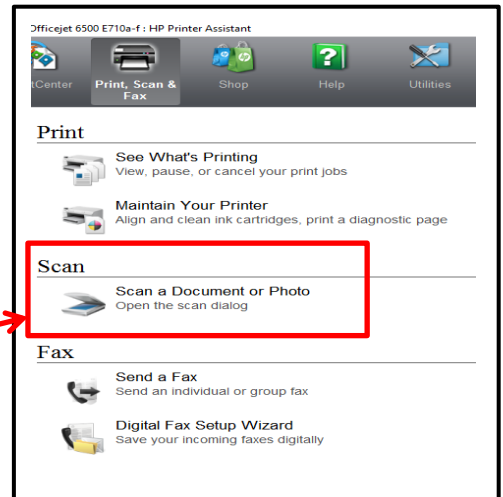 Officejet 6500 E710a-f : HP Printer Assistant
tCenter
Print, Scan &
Fax
Shop
Help
Utilities
Print
See What's Printing
View, pause, or cancel your print jobs
Maintain Your Printer
Align and clean ink cartridges, print a diagnostic page
Scan
Scan a Document or Photo
Open the scan dialog
Fax
Send a Fax
Send an individual or group fax
Digital Fax Setup Wizard
Save your incoming faxes digitally